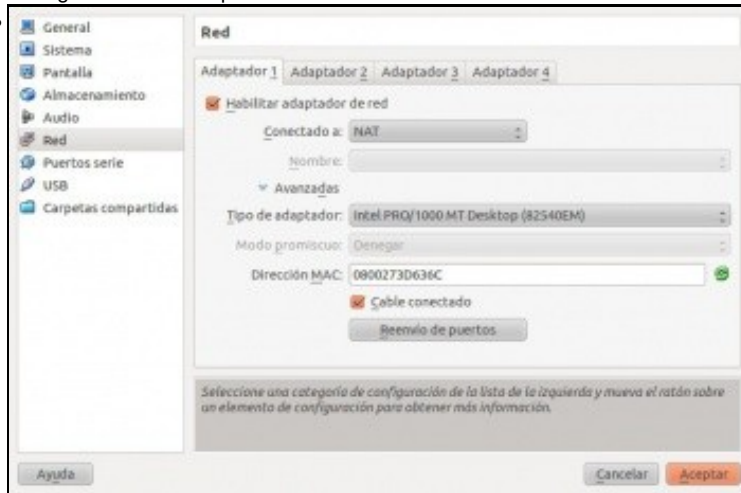 General
Sistema
Pantalla
Almacenamiento
Audio
Red
Puertos serie
USB
Carpetas compartidas
Red
Adaptador 1 Adaptador 2 Adaptador 3 Adaptador 4
Habilitar adaptador de red
Conectado a: NAT
Nombre:
Avanzadas
Tipo de adaptador: Intel PRO/1000 MT Desktop (82540EM)
Modo promiscuo: Denegar
Dirección MAC: 0800273D636C
Cable conectado
Reenvío de puertos
Seleccione una categoría de configuración de la lista de la izquierda y mueva el ratón sobre
un elemento de configuración para obtener más información.
Ayuda Cancelar Aceptar